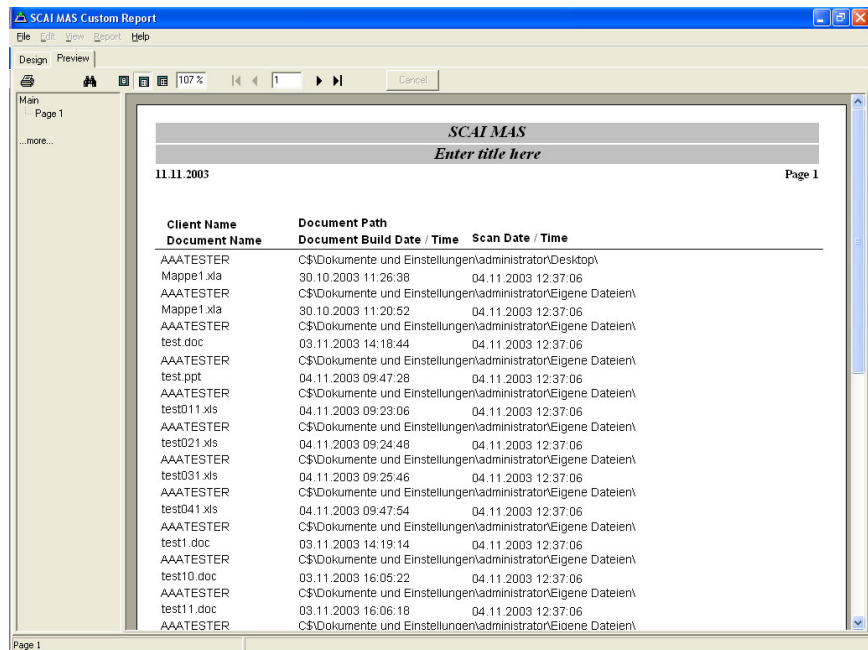 SCAI MAS Custom Report
File Edit View Report Help
Design Preview
107 % 1 Cancel
Main
Page 1
...more...
SCAI MAS
Enter title here
11.11.2003 Page 1
Client Name Document Path
Document Name Document Build Date / Time Scan Date / Time
AAATESTER C$\Dokumente und Einstellungen\administrator\Desktop\
Mappe1.xla 30.10.2003 11:26:38 04.11.2003 12:37:06
AAATESTER C$\Dokumente und Einstellungen\administrator\Eigene Dateien\
Mappe1.xla 30.10.2003 11:20:52 04.11.2003 12:37:06
AAATESTER C$\Dokumente und Einstellungen\administrator\Eigene Dateien\
test.doc 03.11.2003 14:18:44 04.11.2003 12:37:06
AAATESTER C$\Dokumente und Einstellungen\administrator\Eigene Dateien\
test.ppt 04.11.2003 09:47:28 04.11.2003 12:37:06
AAATESTER C$\Dokumente und Einstellungen\administrator\Eigene Dateien\
test011.xls 04.11.2003 09:23:06 04.11.2003 12:37:06
AAATESTER C$\Dokumente und Einstellungen\administrator\Eigene Dateien\
test021.xls 04.11.2003 09:24:48 04.11.2003 12:37:06
AAATESTER C$\Dokumente und Einstellungen\administrator\Eigene Dateien\
test031.xls 04.11.2003 09:25:46 04.11.2003 12:37:06
AAATESTER C$\Dokumente und Einstellungen\administrator\Eigene Dateien\
test041.xls 04.11.2003 09:47:54 04.11.2003 12:37:06
AAATESTER C$\Dokumente und Einstellungen\administrator\Eigene Dateien\
test1.doc 03.11.2003 14:19:14 04.11.2003 12:37:06
AAATESTER C$\Dokumente und Einstellungen\administrator\Eigene Dateien\
test10.doc 03.11.2003 16:05:22 04.11.2003 12:37:06
AAATESTER C$\Dokumente und Einstellungen\administrator\Eigene Dateien\
test11.doc 03.11.2003 16:06:18 04.11.2003 12:37:06
AAATESTER C$\Dokumente und Einstellungen\administrator\Eigene Dateien\
Page 1